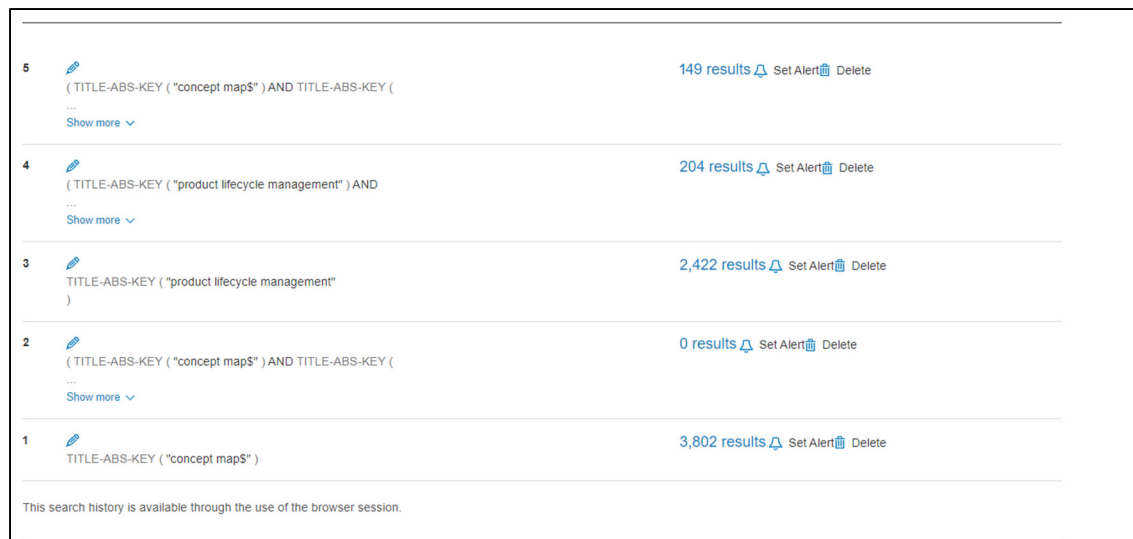 5
( TITLE-ABS-KEY ( "concept map$" ) AND TITLE-ABS-KEY (
...
Show more
149 results Set Alert Delete
4
( TITLE-ABS-KEY ( "product lifecycle management" ) AND
...
Show more
204 results Set Alert Delete
3
TITLE-ABS-KEY ( "product lifecycle management"
)
2,422 results Set Alert Delete
2
( TITLE-ABS-KEY ( "concept map$" ) AND TITLE-ABS-KEY (
...
Show more
0 results Set Alert Delete
1
TITLE-ABS-KEY ( "concept map$" )
3,802 results Set Alert Delete
This search history is available through the use of the browser session.